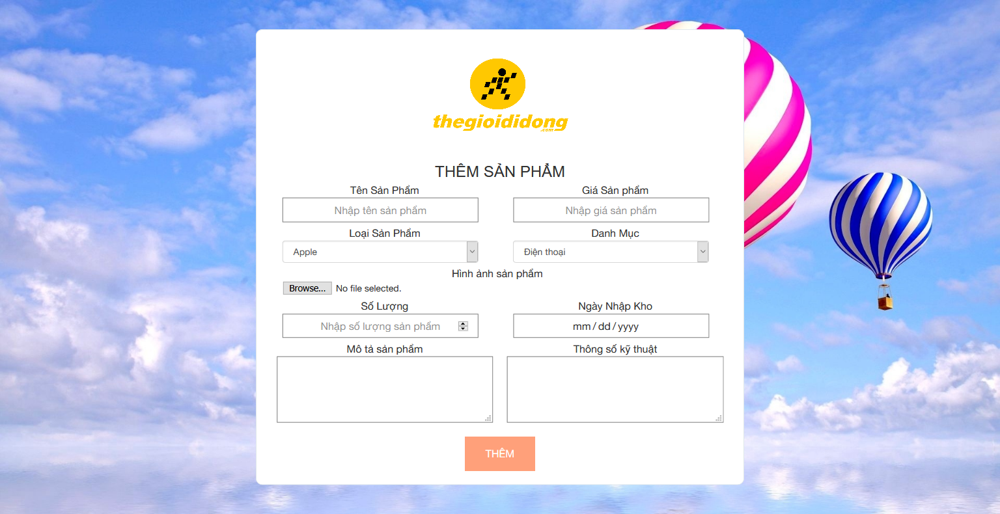 thegioididong
.com
THÊM SẢN PHẨM
Tên Sản Phẩm
Giá Sản phẩm
Nhập tên sản phẩm
Nhập giá sản phẩm
Loại Sản Phẩm
Danh Mục
Apple
Điện thoại
Hình ảnh sản phẩm
Browse... No file selected.
Số Lượng
Ngày Nhập Kho
Nhập số lượng sản phẩm
mm / dd / yyyy
Mô tả sản phẩm
Thông số kỹ thuật
THÊM